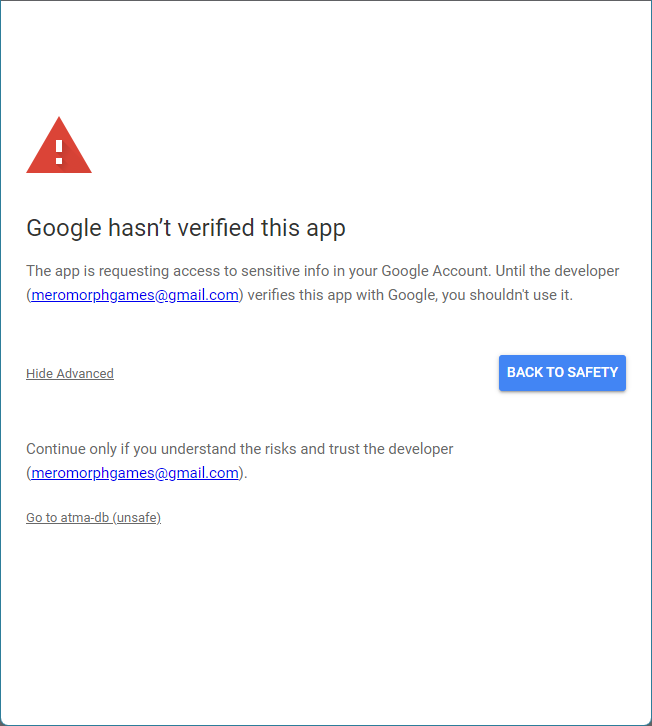 Google hasn’t verified this app
The app is requesting access to sensitive info in your Google Account. Until the developer
(meromorphgames@gmail.com) verifies this app with Google, you shouldn't use it.
Hide Advanced
BACK TO SAFETY
Continue only if you understand the risks and trust the developer
(meromorphgames@gmail.com).
Go to atma-db (unsafe)